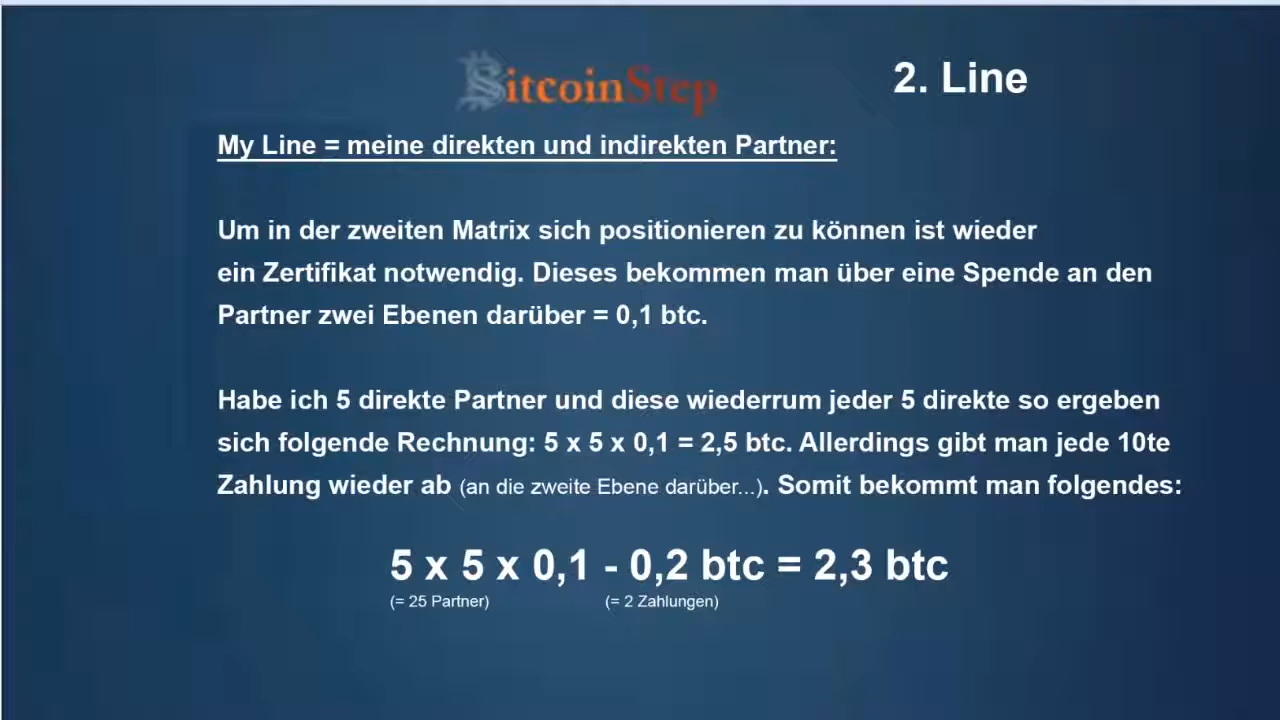 BitcoinStep
2. Line
My Line = meine direkten und indirekten Partner:
Um in der zweiten Matrix sich positionieren zu können ist wieder
ein Zertifikat notwendig. Dieses bekommen man über eine Spende an den
Partner zwei Ebenen darüber = 0,1 btc.
Habe ich 5 direkte Partner und diese wiederrum jeder 5 direkte so ergeben
sich folgende Rechnung: 5 x 5 x 0,1 = 2,5 btc. Allerdings gibt man jede 10te
Zahlung wieder ab (an die zweite Ebene darüber...). Somit bekommt man folgendes:
5 x 5 x 0,1 - 0,2 btc = 2,3 btc
(= 25 Partner) (= 2 Zahlungen)